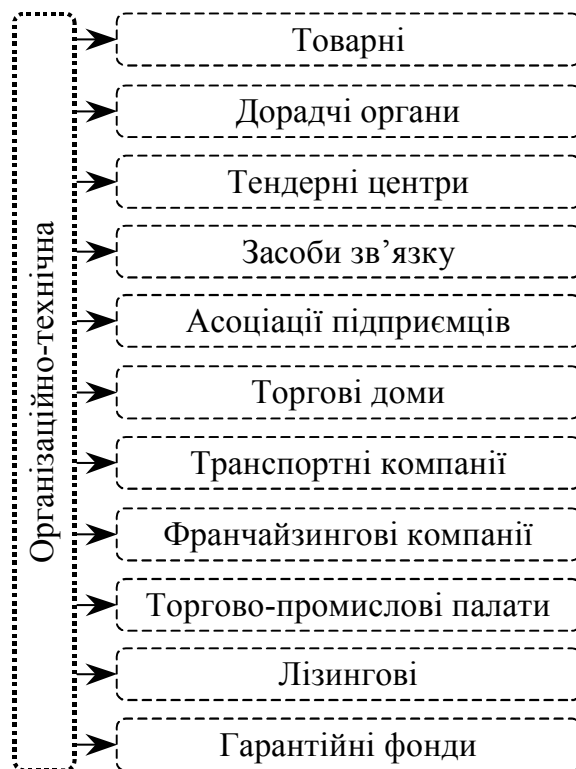 Організаційно-технічна
Товарні
Дорадчі органи
Тендерні центри
Засоби зв’язку
Асоціації підприємців
Торгові доми
Транспортні компанії
Франчайзингові компанії
Торгово-промислові палати
Лізингові
Гарантійні фонди